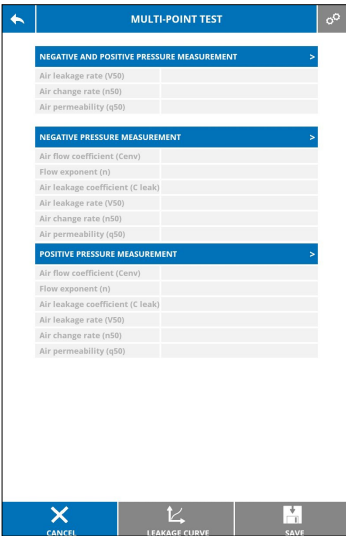 MULTI-POINT TEST
NEGATIVE AND POSITIVE PRESSURE MEASUREMENT >
Air leakage rate (V50)
Air change rate (n50)
Air permeability (q50)
NEGATIVE PRESSURE MEASUREMENT >
Air flow coefficient (Cenv)
Flow exponent (n)
Air leakage coefficient (C leak)
Air leakage rate (V50)
Air change rate (n50)
Air permeability (q50)
POSITIVE PRESSURE MEASUREMENT >
Air flow coefficient (Cenv)
Flow exponent (n)
Air leakage coefficient (C leak)
Air leakage rate (V50)
Air change rate (n50)
Air permeability (q50)
CANCEL LEAKAGE CURVE SAVE